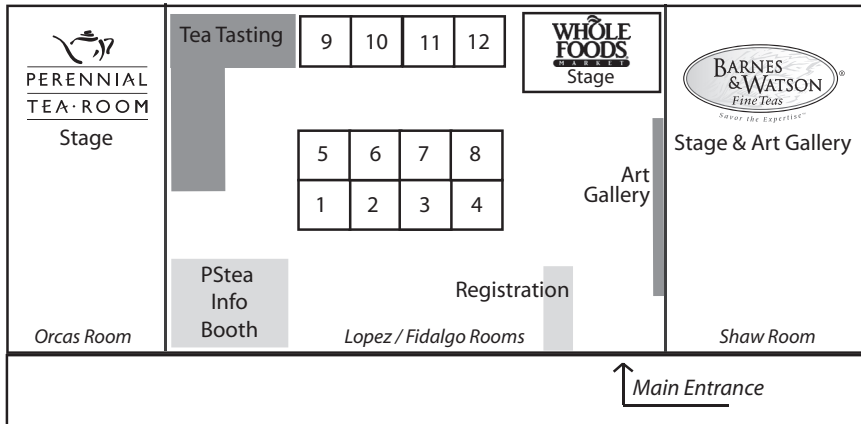 PERENNIAL
TEA·ROOM
Stage
Orcas Room
Tea Tasting
9 10 11 12
WHOLE
FOODS
MARKET
Stage
5 6 7 8
1 2 3 4
Art
Gallery
PStea
Info
Booth
Registration
Lopez / Fidalgo Rooms
BARNES
& WATSON
Fine Teas
®
Savor the Expertise™
Stage & Art Gallery
Shaw Room
Main Entrance